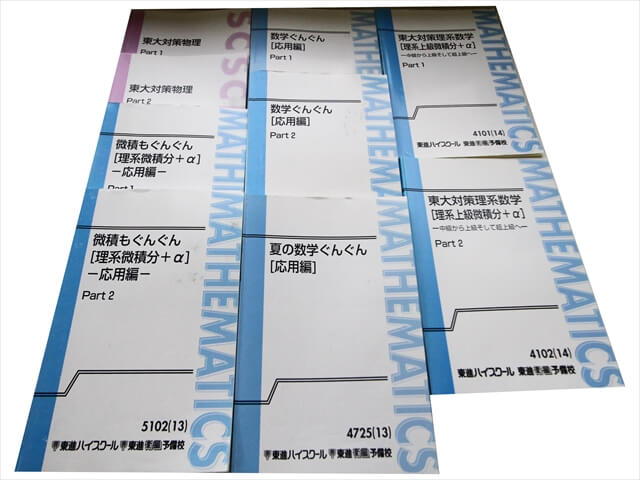 東大対策物理
Part 1
SCSC
東大対策物理
Part 2
微積もぐんぐん
[理系微積分+α]
－応用編－
Part 1
MATHEM
微積もぐんぐん
[理系微積分+α]
－応用編－
Part 2
5102(13)
東進ハイスクール 東進衛星予備校
MATHEMATICS
数学ぐんぐん
[応用編]
Part 1
MATHEMA
数学ぐんぐん
[応用編]
Part 2
MATHEMA
夏の数学ぐんぐん
[応用編]
4725(13)
東進ハイスクール 東進衛星予備校
MATHEMATICS
東大対策理系数学
[理系上級微積分+α]
－中級から上級そして超上級へ－
Part 1
4101(14)
東進ハイスクール 東進衛星予備校
MATHEMATICS
東大対策理系数学
[理系上級微積分+α]
－中級から上級そして超上級へ－
Part 2
4102(14)
東進ハイスクール 東進衛星予備校
MATHEMATICS